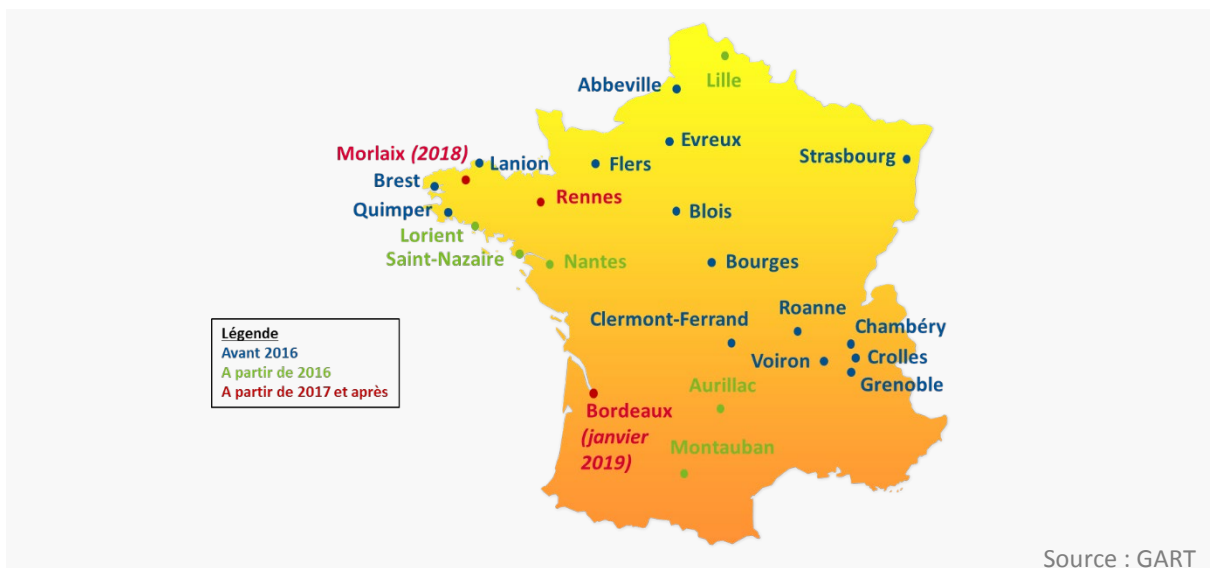 Lille
Abbeville
Evreux
Strasbourg
Morlaix (2018)
Lanion
Flers
Brest
Rennes
Quimper
Blois
Lorient
Saint-Nazaire
Nantes
Bourges
Roanne
Clermont-Ferrand
Chambéry
Voiron
Crolles
Grenoble
Aurillac
Bordeaux
(janvier
2019)
Montauban
Légende
Avant 2016
A partir de 2016
A partir de 2017 et après
Source : GART